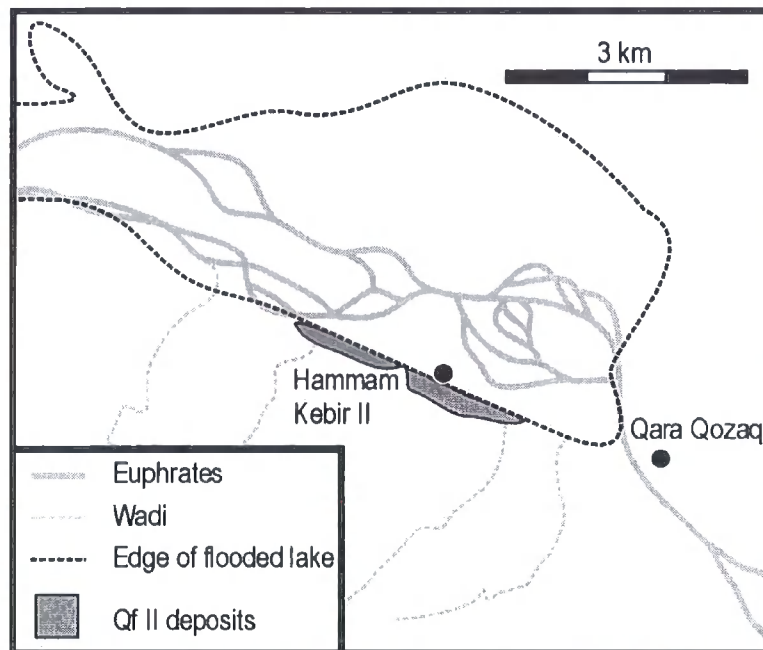 3 km
Hammam
Kebir II
Qara Qozaq
Euphrates
Wadi
Edge of flooded lake
Qf II deposits